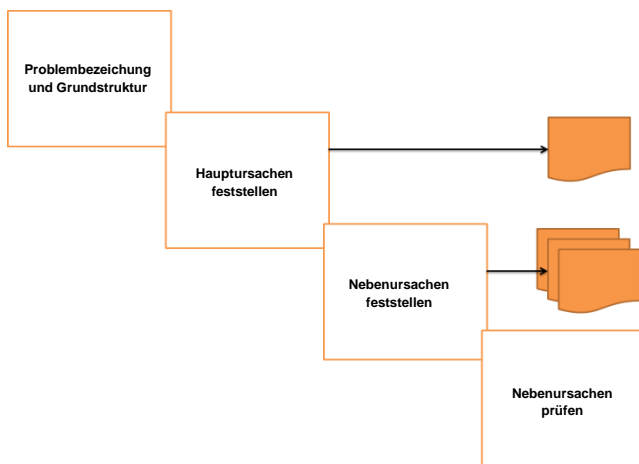 Problembezeichung
und Grundstruktur
Hauptursachen
feststellen
Nebenursachen
feststellen
Nebenursachen
prüfen